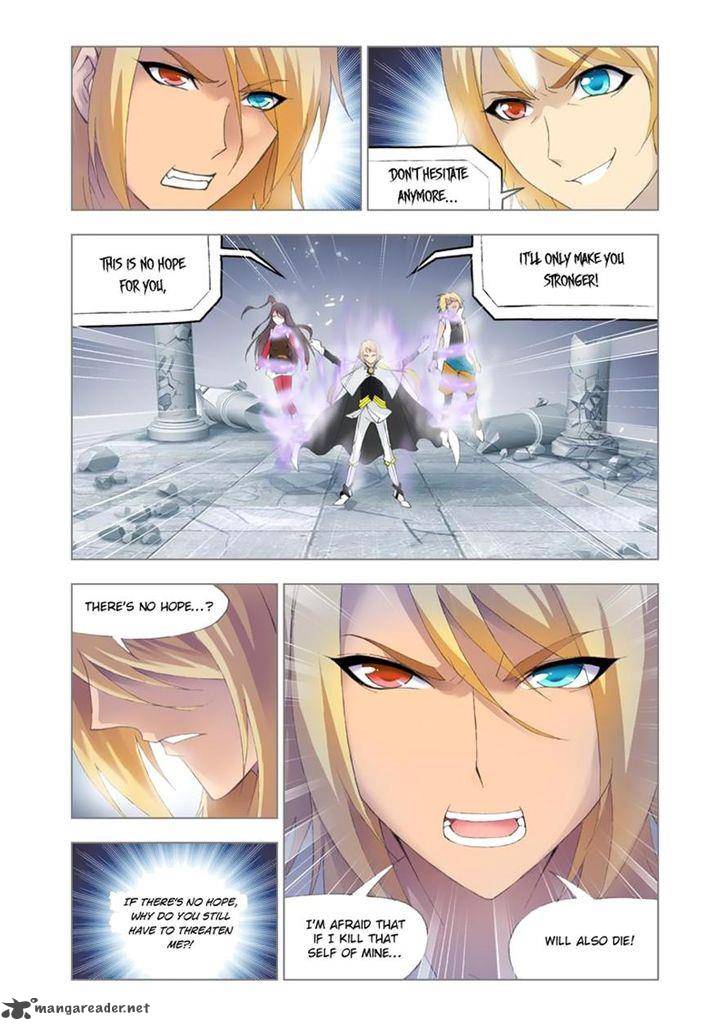 DON'T HESITATE
ANYMORE...
THIS IS NO HOPE
FOR YOU,
IT'LL ONLY MAKE YOU
STRONGER!
THERE'S NO HOPE...?
IF THERE'S NO HOPE,
WHY DO YOU STILL
HAVE TO THREATEN
ME?!
I'M AFRAID THAT
IF I KILL THAT
SELF OF MINE...
WILL ALSO DIE!
mangareader.net